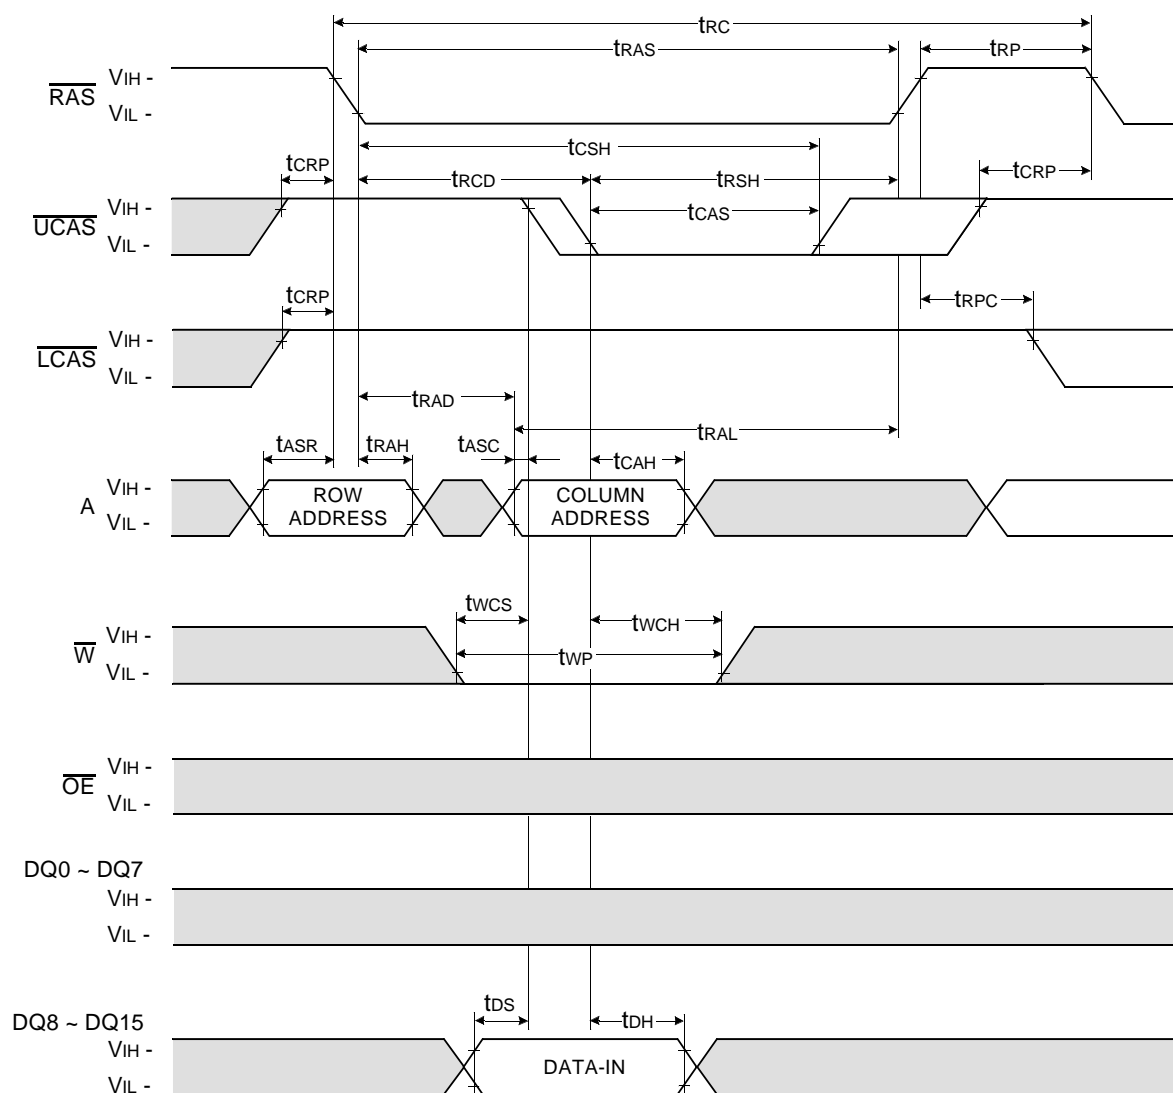 tRC
tRAS
tRP
RAS
VIH -
VIL -
tCSH
tCRP
tRCD
tRSH
tCRP
UCAS
VIH -
VIL -
tCAS
tCRP
tRPC
LCAS
VIH -
VIL -
tRAD
tRAL
tASR
tRAH
tASC
tCAH
A
VIH -
VIL -
ROW
ADDRESS
COLUMN
ADDRESS
tWCS
tWCH
tWP
W
VIH -
VIL -
OE
VIH -
VIL -
DQ0 ~ DQ7
VIH -
VIL -
tDS
tDH
DQ8 ~ DQ15
VIH -
VIL -
DATA-IN